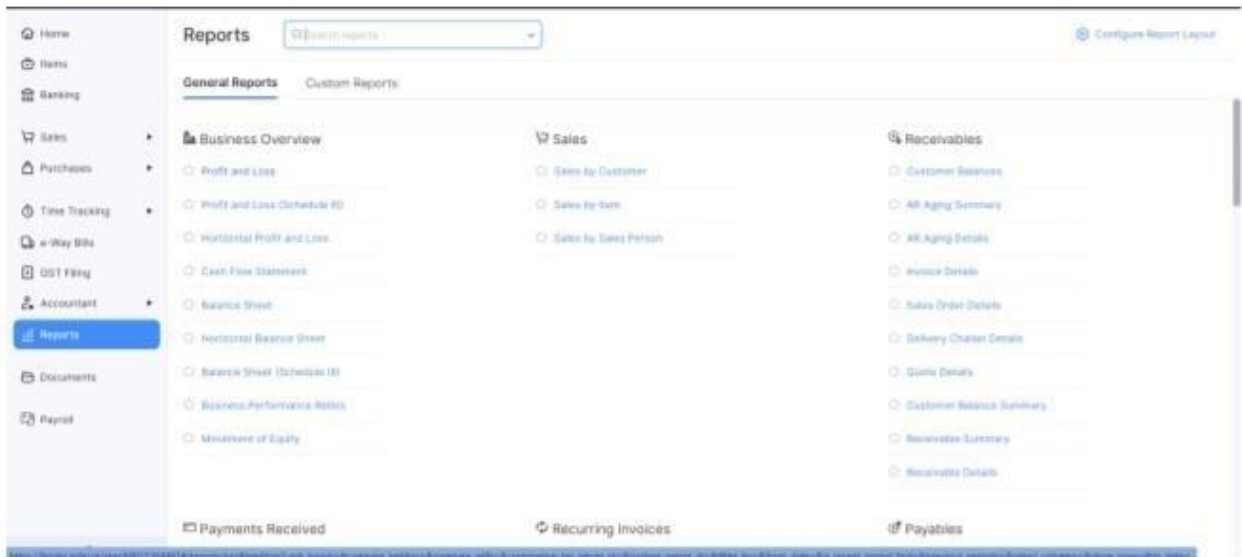 Home
Items
Banking
Sales
Purchases
Time Tracking
e-Way Bills
GST Filing
Accountant
Reports
Documents
Payroll
Reports
Search reports
Configure Report Layout
General Reports
Custom Reports
Business Overview
Profit and Loss
Profit and Loss (Schedule III)
Horizontal Profit and Loss
Cash Flow Statement
Balance Sheet
Horizontal Balance Sheet
Balance Sheet (Schedule III)
Business Performance Ratios
Movement of Equity
Sales
Sales by Customer
Sales by Item
Sales by Sales Person
Receivables
Customer Balances
AR Aging Summary
AR Aging Details
Invoice Details
Sales Order Details
Delivery Challan Details
Quote Details
Customer Balance Summary
Receivable Summary
Receivable Details
Payments Received
Recurring Invoices
Payables